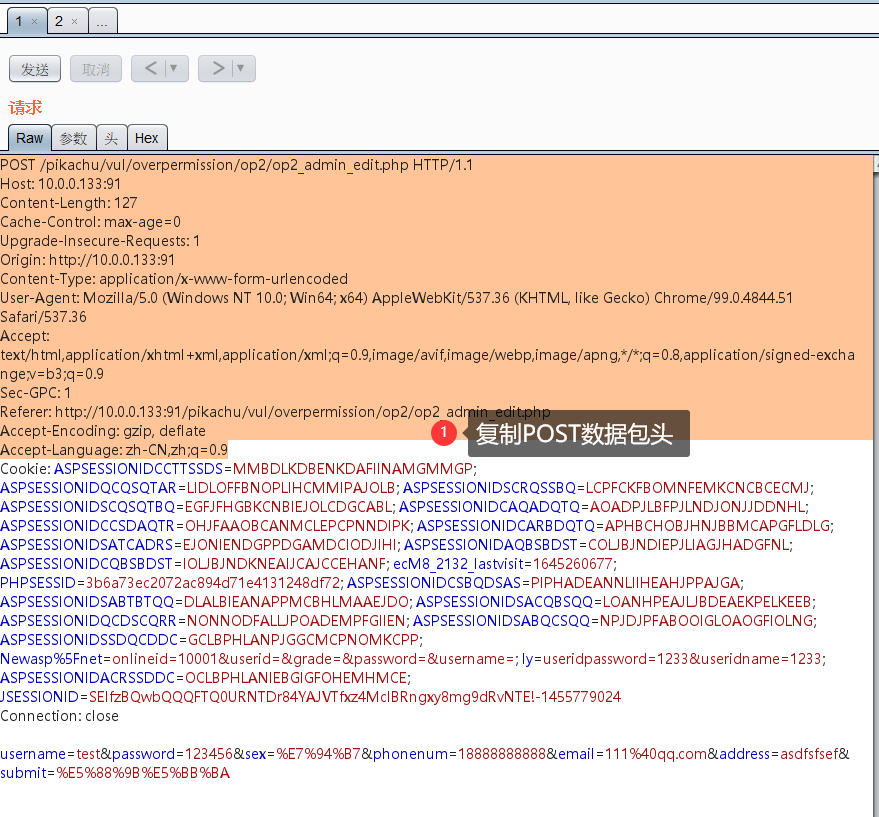 1 × 2 × ...
发送 取消 < ▼ > ▼
请求
Raw 参数 头 Hex
POST /pikachu/vul/overpermission/op2/op2_admin_edit.php HTTP/1.1
Host: 10.0.0.133:91
Content-Length: 127
Cache-Control: max-age=0
Upgrade-Insecure-Requests: 1
Origin: http://10.0.0.133:91
Content-Type: application/x-www-form-urlencoded
User-Agent: Mozilla/5.0 (Windows NT 10.0; Win64; x64) AppleWebKit/537.36 (KHTML, like Gecko) Chrome/99.0.4844.51
Safari/537.36
Accept:
text/html,application/xhtml+xml,application/xml;q=0.9,image/avif,image/webp,image/apng,*/*;q=0.8,application/signed-excha
nge;v=b3;q=0.9
Sec-GPC: 1
Referer: http://10.0.0.133:91/pikachu/vul/overpermission/op2/op2_admin_edit.php
Accept-Encoding: gzip, deflate
1 复制POST数据包头
Accept-Language: zh-CN,zh;q=0.9
Cookie: ASPSESSIONIDCCTTSSDS=MMBDLKDBENKDAFIINAMGMMGP;
ASPSESSIONIDQCQSQTAR=LIDLOFFBNOPLIHCMMIPAJOLB; ASPSESSIONIDSCRQSSBQ=LCPFCKFBOMNFEMKCNCBCECMJ;
ASPSESSIONIDSCQSQTBQ=EGFJFHGBKCNBIEJOLCDGCABL; ASPSESSIONIDCAQADQTQ=AOADPJLBFPJLNDJONJJDDNHL;
ASPSESSIONIDCCSDAQTR=OHJFAAOBCANMCLEPCPNNDIPK; ASPSESSIONIDCARBDQTQ=APHBCHOBJHNJBBMCAPGFLDLG;
ASPSESSIONIDSATCADRS=EJONIENDGPPDGAMDCIODJIHI; ASPSESSIONIDAQBSBDST=COLJBJNDIEPJLIAGJHADGFNL;
ASPSESSIONIDCQBSBDST=IOLJBJNDKNEAIJCAJCCEHANF; ecM8_2132_lastvisit=1645260677;
PHPSESSID=3b6a73ec2072ac894d71e4131248df72; ASPSESSIONIDCSBQDSAS=PIPHADEANNLIIHEAHJPPAJGA;
ASPSESSIONIDSABTBTQQ=DLALBIEANAPPMCBHLMAAEJDO; ASPSESSIONIDSACQBSQQ=LOANHPEAJLJBDEAEKPELKEEB;
ASPSESSIONIDQCDSCQRR=NONNODFALLJPOADEMPFGIIEN; ASPSESSIONIDSABQCSQQ=NPJDJPFABOOIGLOAOGFIOLNG;
ASPSESSIONIDSSDQCDDC=GCLBPHLANPJGGCMCPNOMKCPP;
Newasp%5Fnet=onlineid=10001&userid=&grade=&password=&username=; ly=useridpassword=1233&useridname=1233;
ASPSESSIONIDACRSSDDC=OCLBPHLANIEBGIGFOHEMHMCE;
JSESSIONID=SEIfzBQwbQQQFTQ0URNTDr84YAJVTfxz4McIBRngxy8mg9dRvNTE!-1455779024
Connection: close
username=test&password=123456&sex=%E7%94%B7&phonenum=18888888888&email=111%40qq.com&address=asdfsfsef&
submit=%E5%88%9B%E5%BB%BA